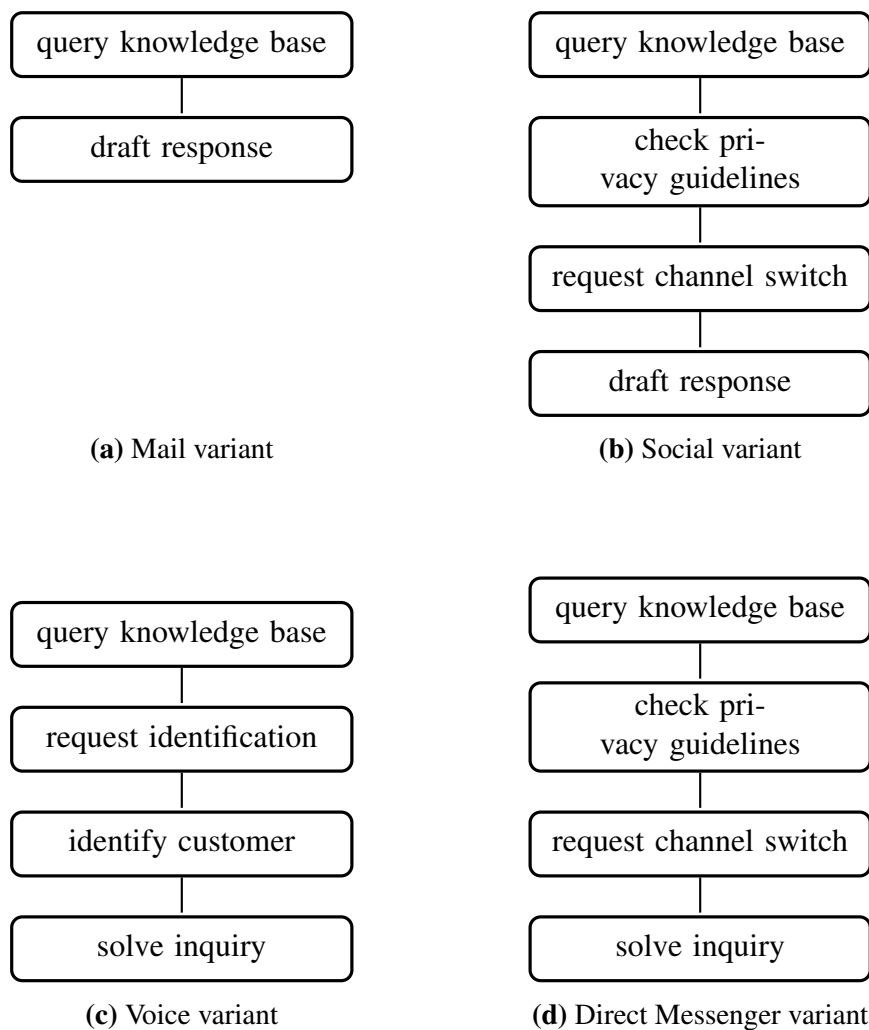 query knowledge base
draft response
(a) Mail variant
query knowledge base
check pri-
vacy guidelines
request channel switch
draft response
(b) Social variant
query knowledge base
request identification
identify customer
solve inquiry
(c) Voice variant
query knowledge base
check pri-
vacy guidelines
request channel switch
solve inquiry
(d) Direct Messenger variant